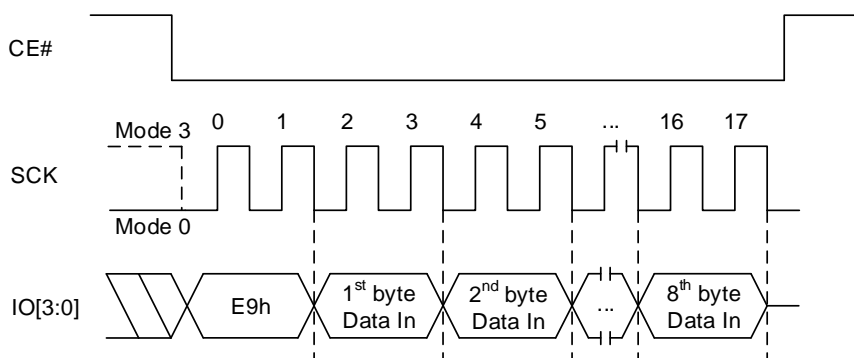 CE#
Mode 3
0 1 2 3 4 5 ... 16 17
SCK
Mode 0
IO[3:0]
E9h
1st byte
Data In
2nd byte
Data In
...
8th byte
Data In